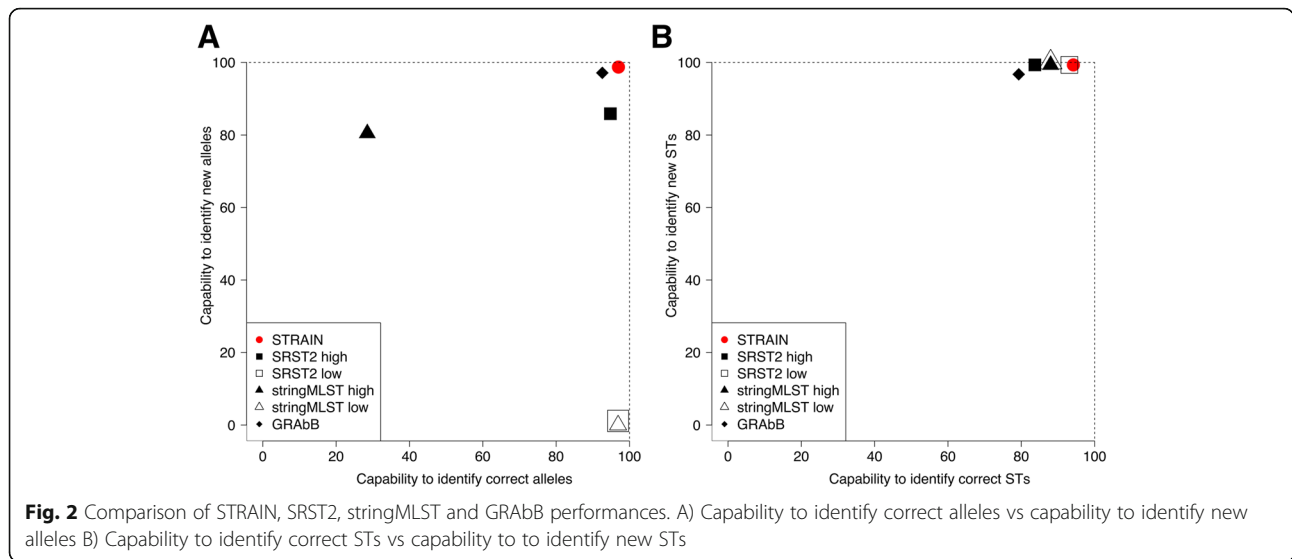 A
Capability to identify new alleles
100
80
60
40
20
0
STRAIN
SRST2 high
SRST2 low
stringMLST high
stringMLST low
GRAbB
0 20 40 60 80 100
Capability to identify correct alleles
B
Capability to identify new STs
100
80
60
40
20
0
STRAIN
SRST2 high
SRST2 low
stringMLST high
stringMLST low
GRAbB
0 20 40 60 80 100
Capability to identify correct STs
Fig. 2 Comparison of STRAIN, SRST2, stringMLST and GRAbB performances. A) Capability to identify correct alleles vs capability to identify new
alleles B) Capability to identify correct STs vs capability to to identify new STs